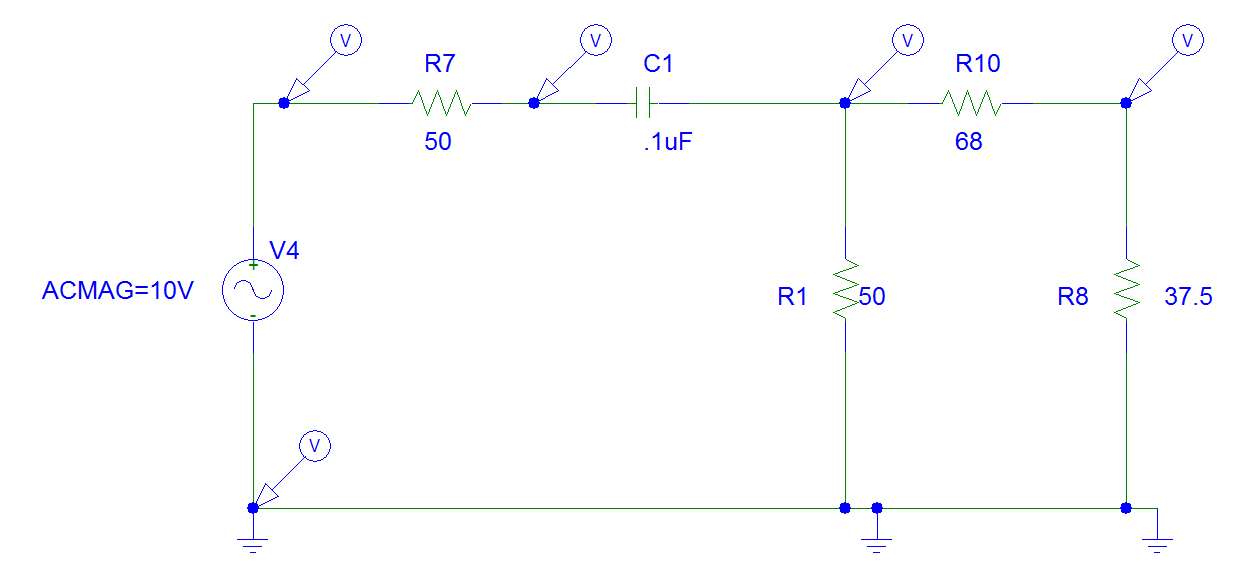 V
V
V
V
R7
C1
R10
50
.1uF
68
V4
+
ACMAG=10V
-
R1
50
R8
37.5
V